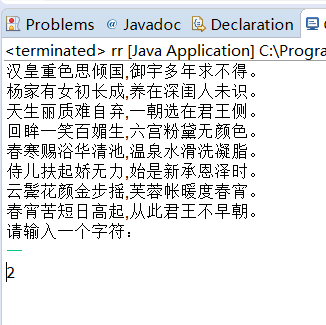 Problems @ Javadoc Declaration C
<terminated> rr [Java Application] C:\Progra
汉皇重色思倾国,御宇多年求不得。
杨家有女初长成,养在深闺人未识。
天生丽质难自弃,一朝选在君王侧。
回眸一笑百媚生,六宫粉黛无颜色。
春寒赐浴华清池,温泉水滑洗凝脂。
侍儿扶起娇无力,始是新承恩泽时。
云鬓花颜金步摇,芙蓉帐暖度春宵。
春宵苦短日高起,从此君王不早朝。
请输入一个字符：
一
2